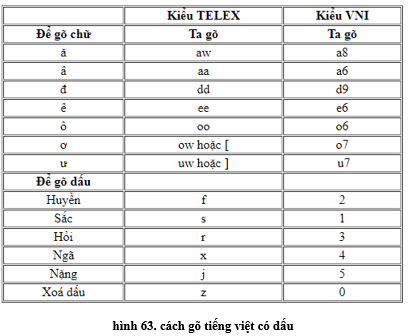 Kiểu TELEX Kiểu VNI
Để gõ chữ Ta gõ Ta gõ
ă aw a8
â aa a6
đ dd d9
ê ee e6
ô oo o6
ơ ow hoặc [ o7
ư uw hoặc ] u7
Để gõ dấu
Huyền f 2
Sắc s 1
Hỏi r 3
Ngã x 4
Nặng j 5
Xoá dấu z 0
hình 63. cách gõ tiếng việt có dấu